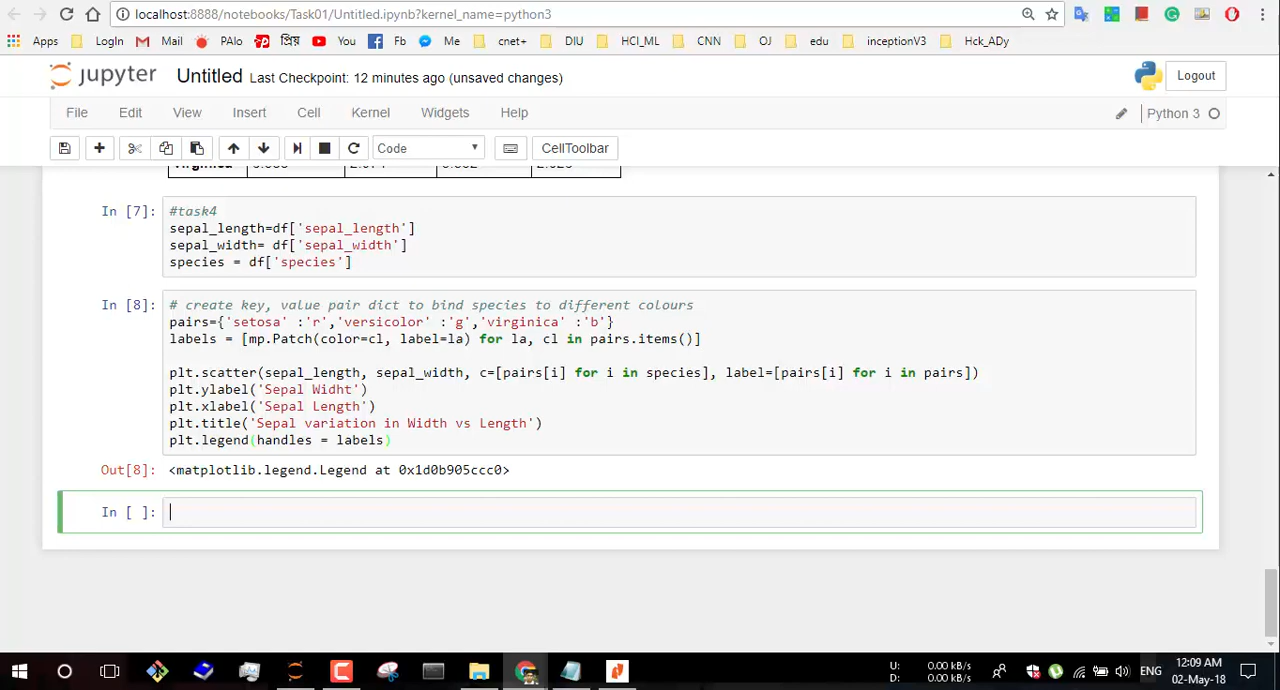 localhost:8888/notebooks/Task01/Untitled.ipynb?kernel_name=python3
Apps LogIn Mail PAlo প্রিয় You Fb Me cnet+ DIU HCI_ML CNN OJ edu inceptionV3 Hck_ADy
jupyter Untitled Last Checkpoint: 12 minutes ago (unsaved changes) Logout
File Edit View Insert Cell Kernel Widgets Help Python 3
Code CellToolbar
In [7]: #task4
sepal_length=df['sepal_length']
sepal_width= df['sepal_width']
species = df['species']
In [8]: # create key, value pair dict to bind species to different colours
pairs={'setosa' :'r','versicolor' :'g','virginica' :'b'}
labels = [mp.Patch(color=cl, label=la) for la, cl in pairs.items()]
plt.scatter(sepal_length, sepal_width, c=[pairs[i] for i in species], label=[pairs[i] for i in pairs])
plt.ylabel('Sepal Widht')
plt.xlabel('Sepal Length')
plt.title('Sepal variation in Width vs Length')
plt.legend(handles = labels)
Out[8]: <matplotlib.legend.Legend at 0x1d0b905ccc0>
In [ ]:
U: 0.00 kB/s
D: 0.00 kB/s
ENG
12:09 AM
02-May-18